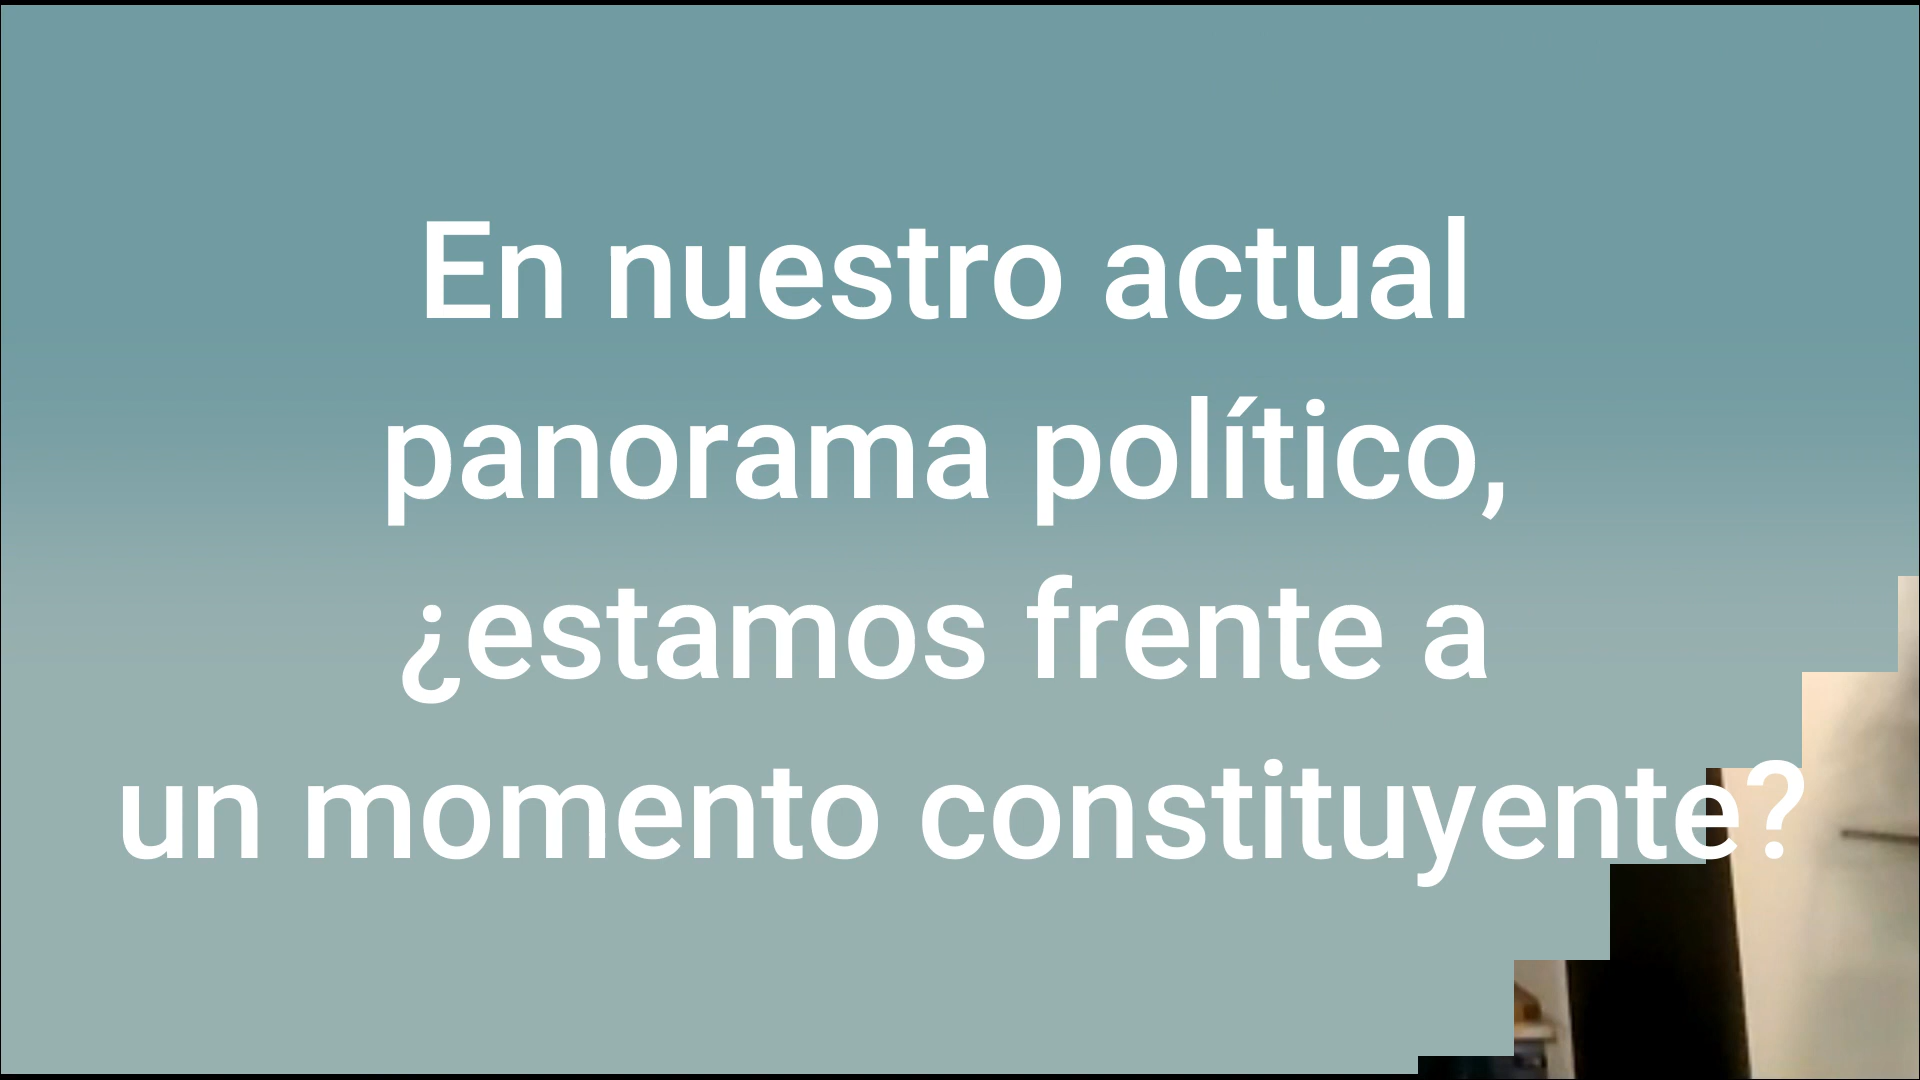 En nuestro actual
panorama político,
¿estamos frente a
un momento constituyente?